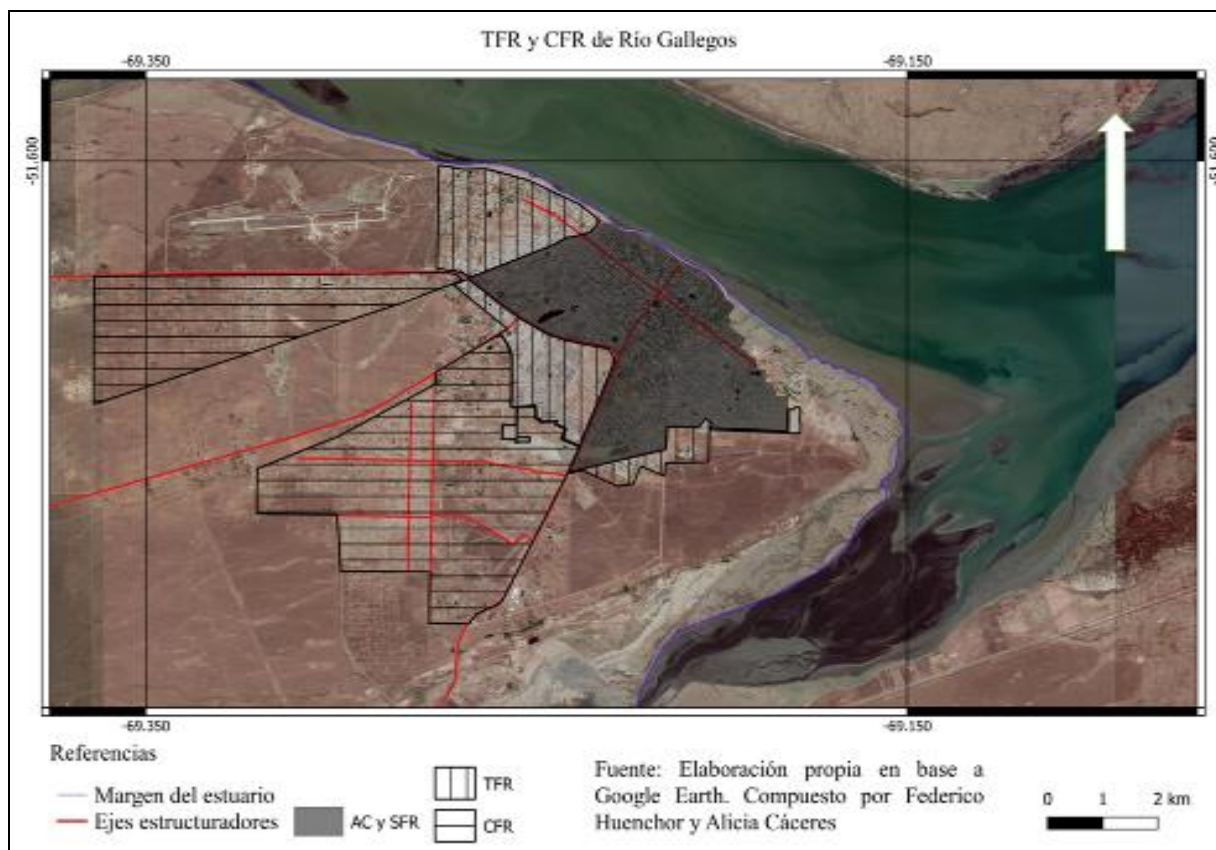 TFR y CFR de Río Gallegos
-69.350
-69.150
-51.600
-51.600
-69.350
-69.150
Referencias
Margen del estuario
Ejes estructuradores
AC y SFR
TFR
CFR
Fuente: Elaboración propia en base a
Google Earth. Compuesto por Federico
Huenchor y Alicia Cáceres
0 1 2 km